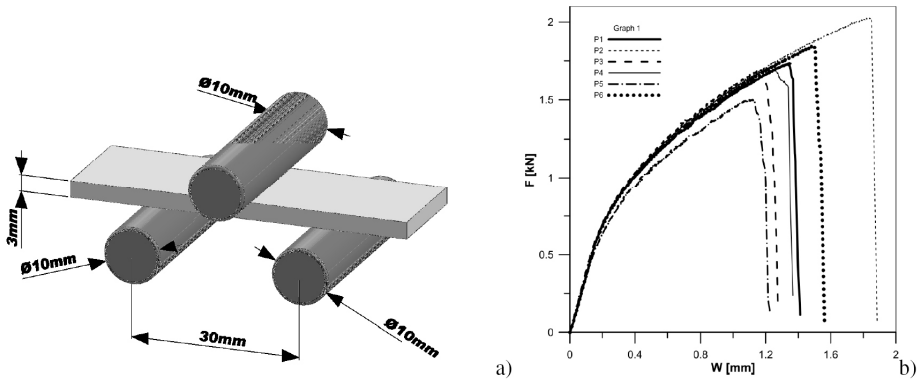 Ø10mm
3mm
Ø10mm
30mm
Ø10mm
a)
Graph 1
P1
P2
P3
P4
P5
P6
F [kN]
2
1.5
1
0.5
0
0
0.4
0.8
1.2
1.6
2
W [mm]
b)